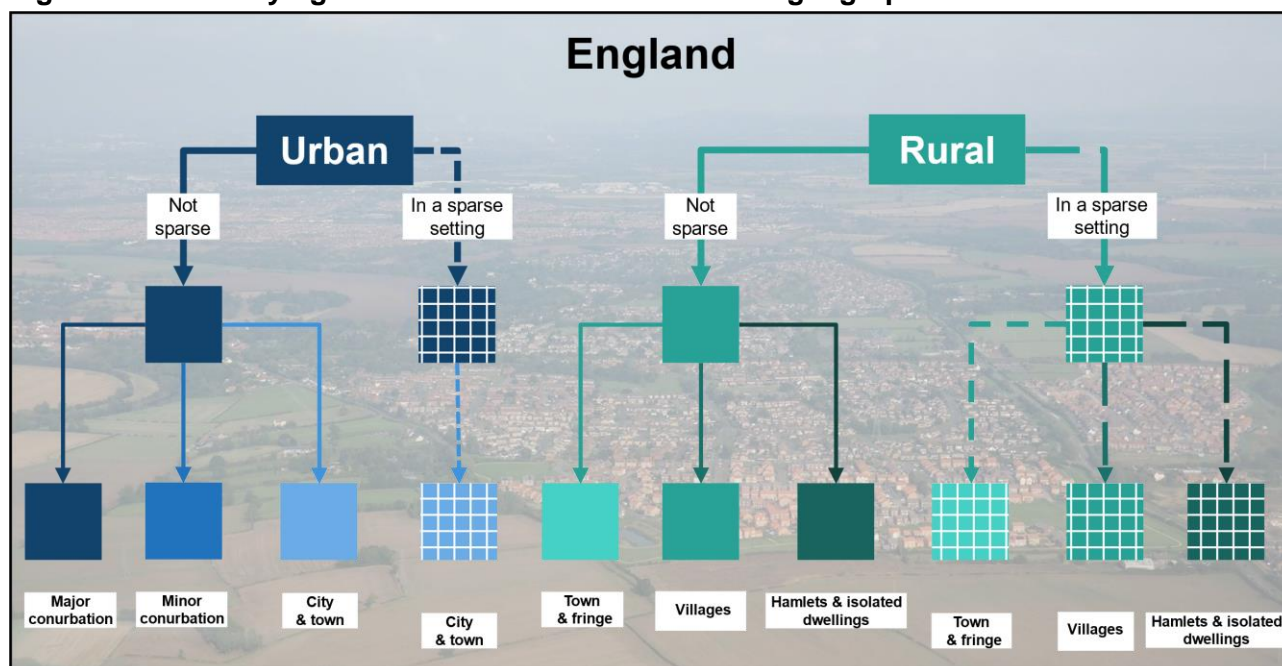 England
Urban
Rural
Not
sparse
In a sparse
setting
Not
sparse
In a sparse
setting
Major
conurbation
Minor
conurbation
City
& town
City
& town
Town
& fringe
Villages
Hamlets & isolated
dwellings
Town
& fringe
Villages
Hamlets & isolated
dwellings